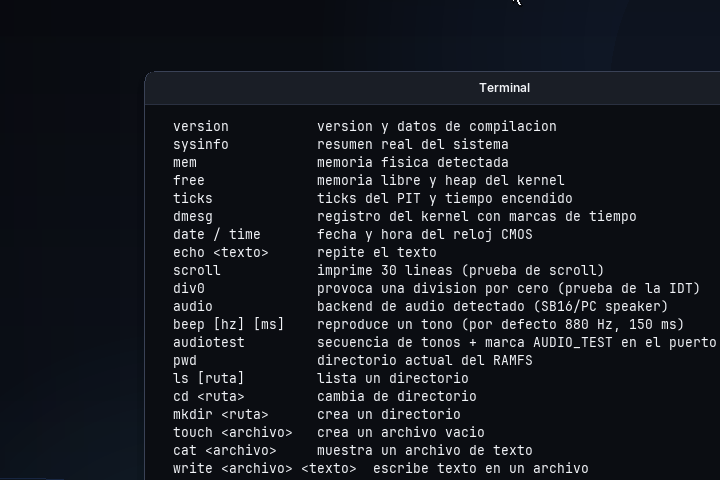 Terminal
version version y datos de compilacion
sysinfo resumen real del sistema
mem memoria fisica detectada
free memoria libre y heap del kernel
ticks ticks del PIT y tiempo encendido
dmesg registro del kernel con marcas de tiempo
date / time fecha y hora del reloj CMOS
echo <texto> repite el texto
scroll imprime 30 lineas (prueba de scroll)
div0 provoca una division por cero (prueba de la IDT)
audio backend de audio detectado (SB16/PC speaker)
beep [hz] [ms] reproduce un tono (por defecto 880 Hz, 150 ms)
audiotest secuencia de tonos + marca AUDIO_TEST en el puerto
pwd directorio actual del RAMFS
ls [ruta] lista un directorio
cd <ruta> cambia de directorio
mkdir <ruta> crea un directorio
touch <archivo> crea un archivo vacio
cat <archivo> muestra un archivo de texto
write <archivo> <texto> escribe texto en un archivo